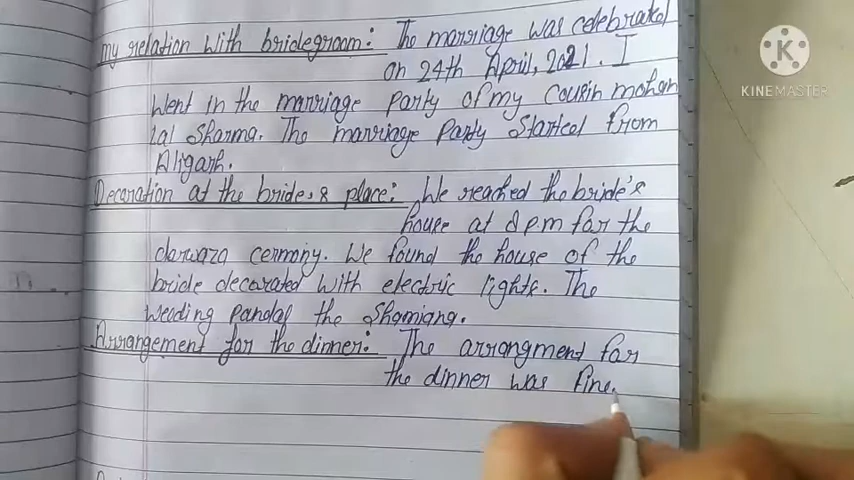 my relation with bridegroom: The marriage was celebrated
on 24th April, 2021. I
went in the marriage party of my cousin mohan
Lal Sharma. The marriage party started from
Aligarh.
Decoration at the bride,s place: We reached the bride's
house at 8 pm for the
darwaza cermony. We found the house of the
bride decorated with electric lights. The
weading pandal the Shamiana.
Arrangement for the dinner: The arrangment for
the dinner was fine.
K
KINEMASTER